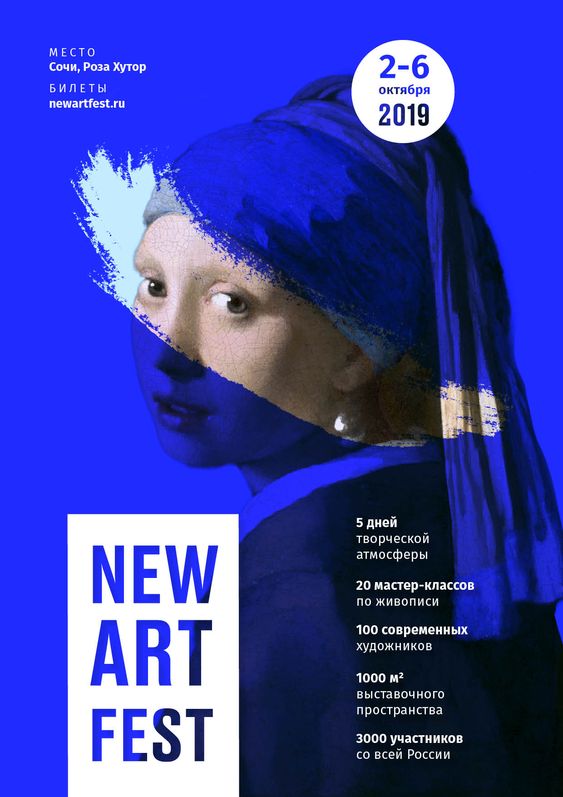 МЕСТО
Сочи, Роза Хутор
БИЛЕТЫ
newartfest.ru
2-6
октября
2019
NEW
ART
FEST
5 дней
творческой
атмосферы
20 мастер-классов
по живописи
100 современных
художников
1000 м²
выставочного
пространства
3000 участников
со всей России